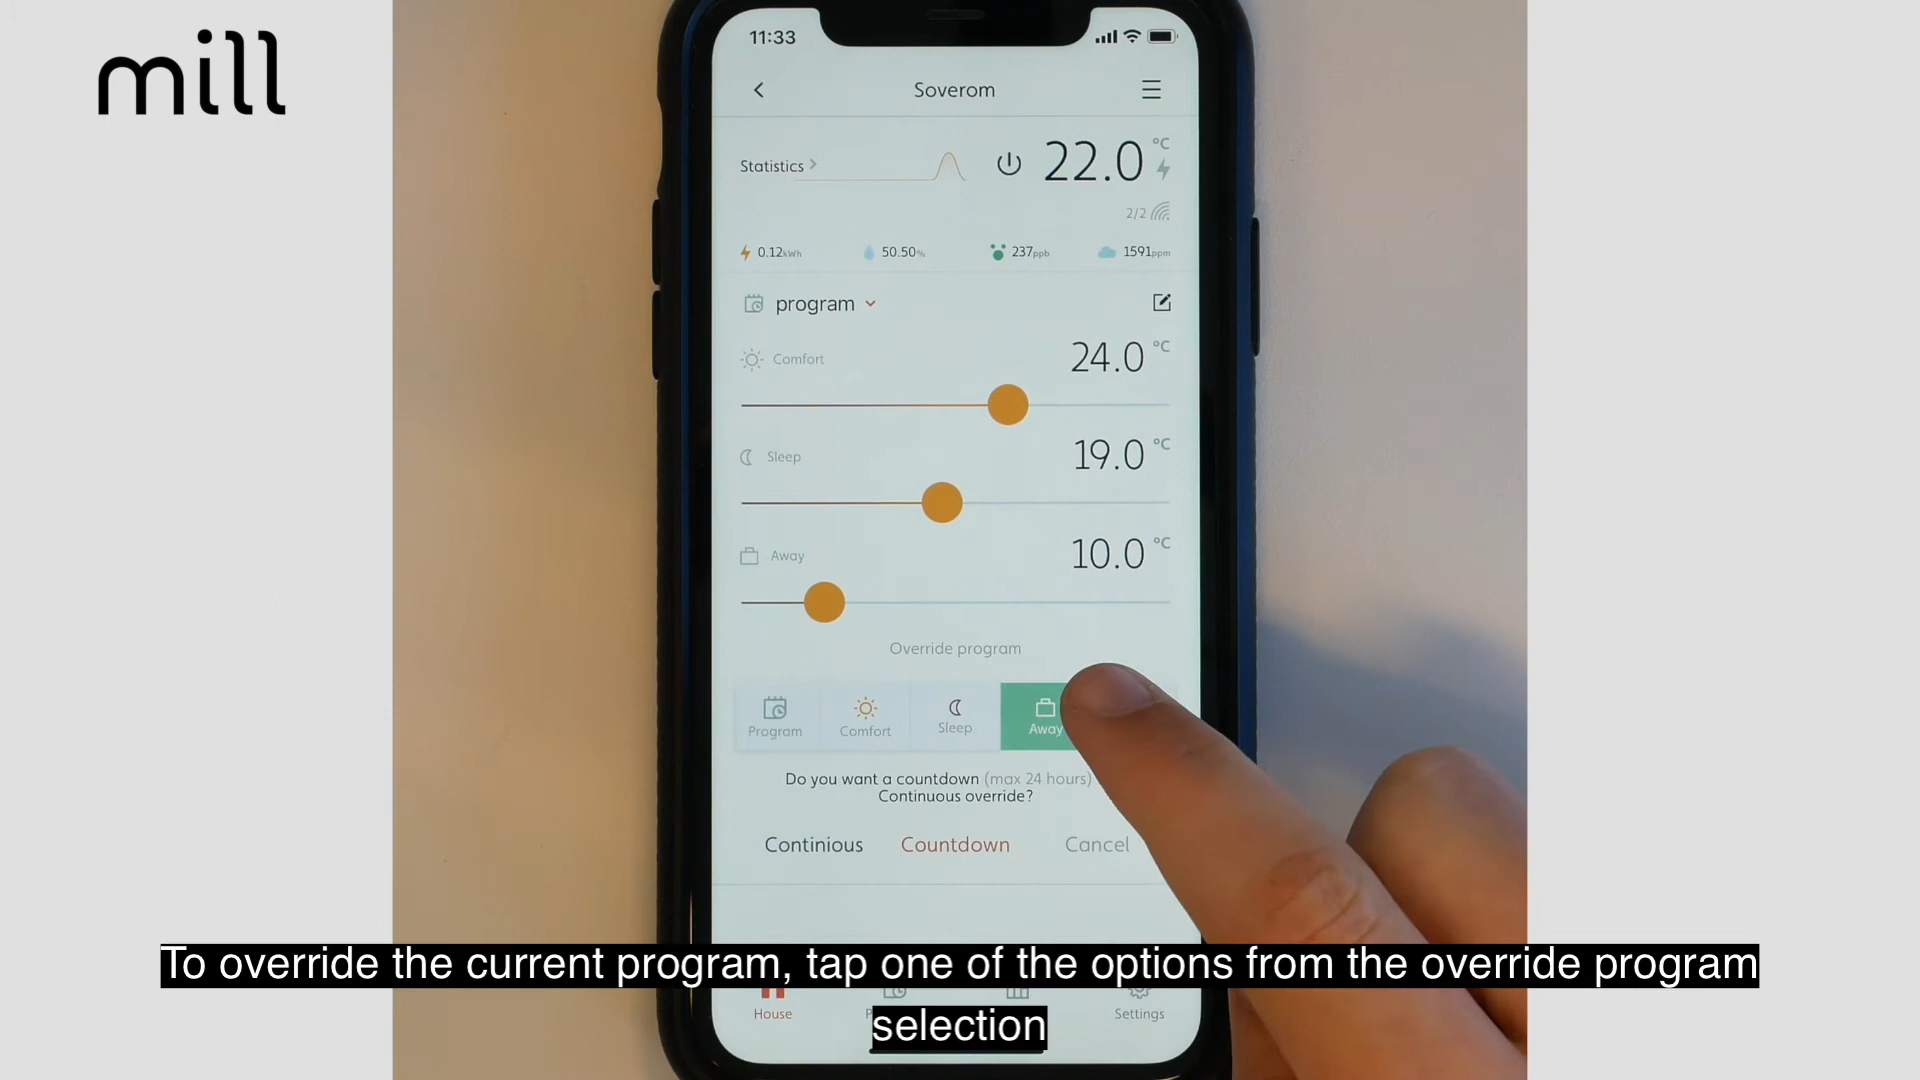 mill
11:33
Soverom
Statistics >
22.0 °C
2/2
0.12kWh 50.50% 237ppb 1591ppm
program
Comfort 24.0 °C
Sleep 19.0 °C
Away 10.0 °C
Override program
Program Comfort Sleep Away
Do you want a countdown (max 24 hours)
Continuous override?
Continious Countdown Cancel
To override the current program, tap one of the options from the override program
selection
House Settings